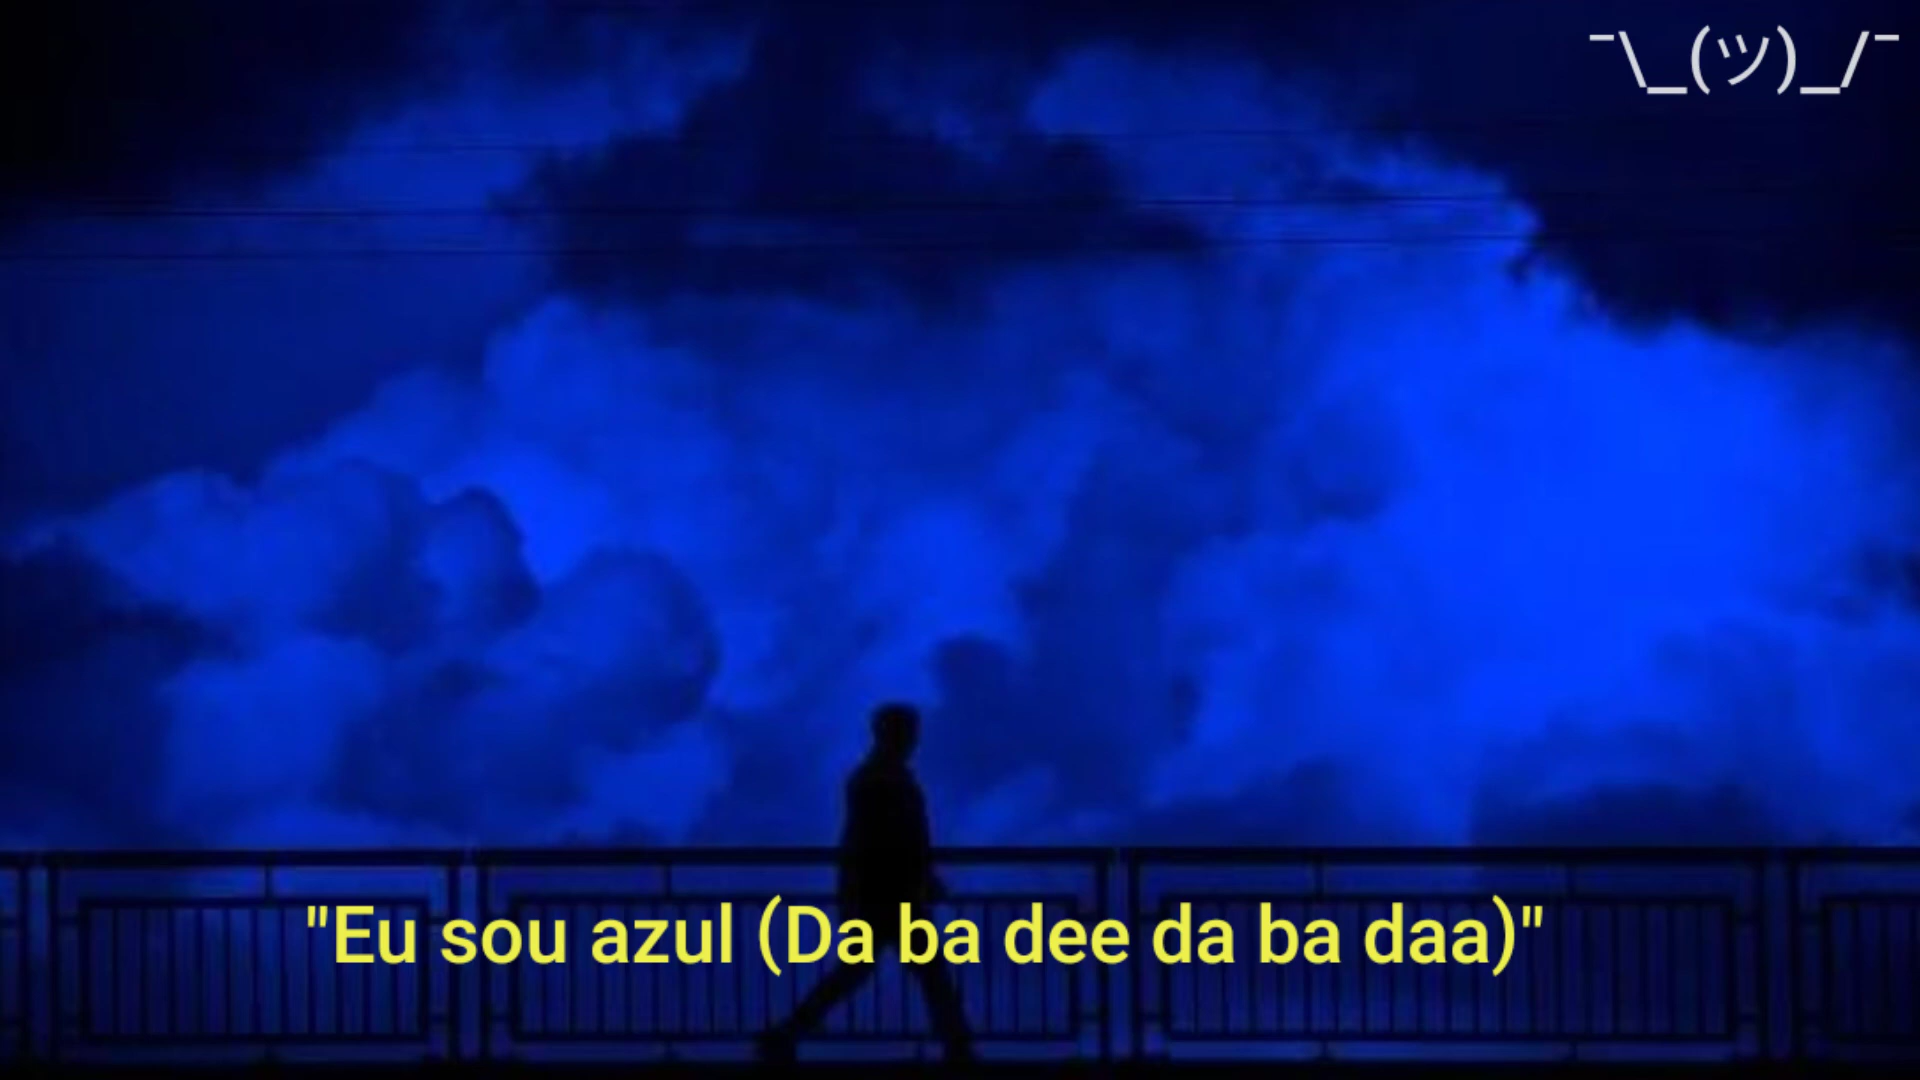 ¯\_(ツ)_/¯
"Eu sou azul (Da ba dee da ba daa)"